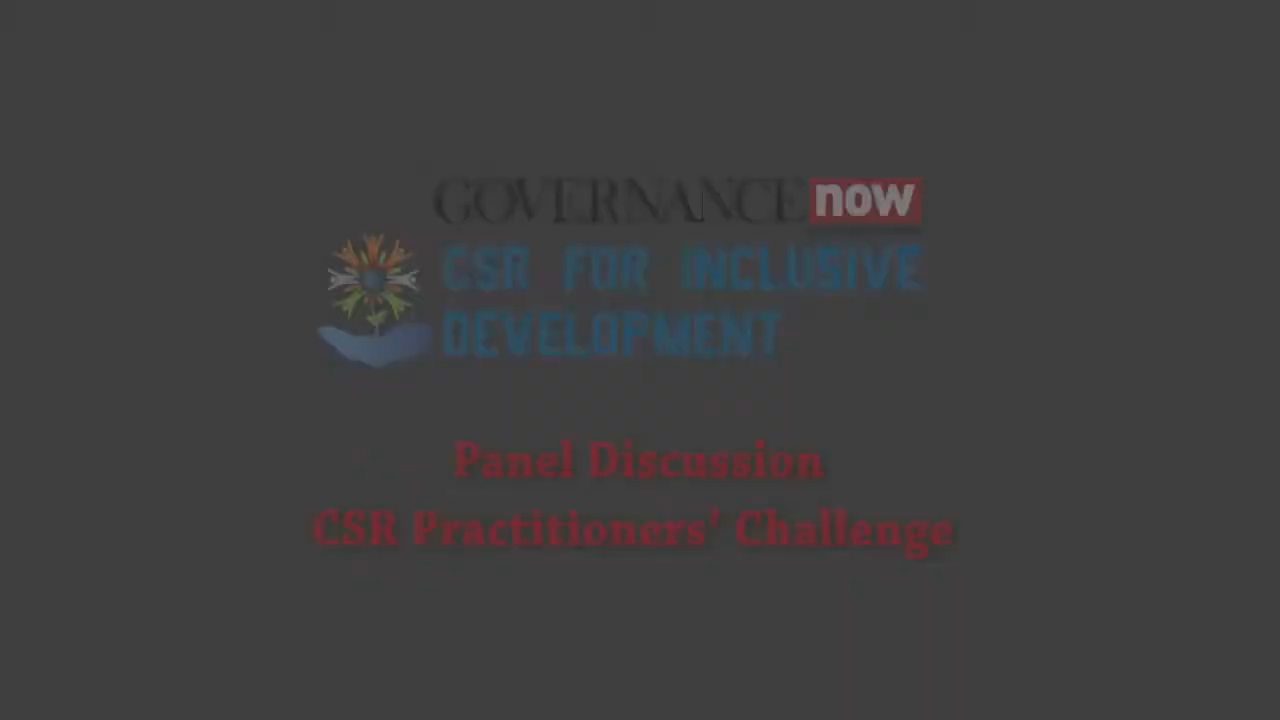 GOVERNANCE now
CSR FOR INCLUSIVE
DEVELOPMENT
Panel Discussion
CSR Practitioners' Challenge